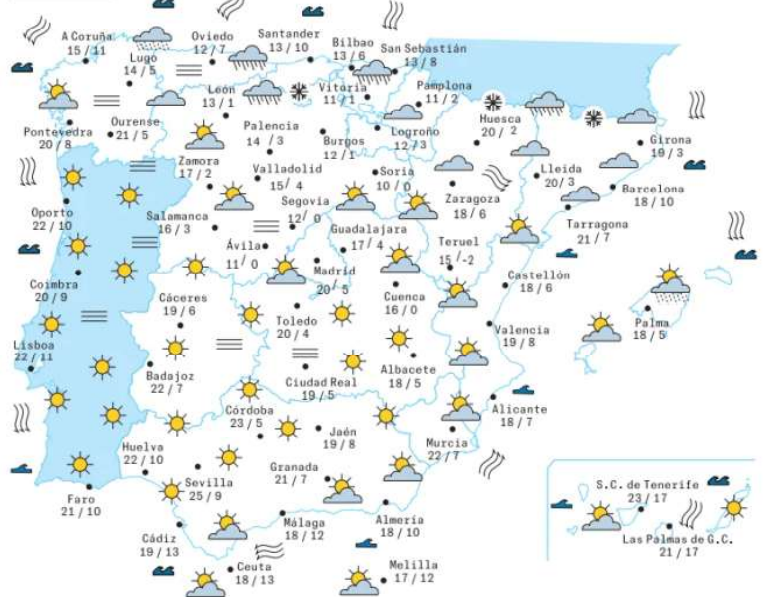 A Coruña
15 / 11
Lugo
14 / 5
Oviedo
12 / 7
Santander
13 / 10
Bilbao
13 / 6
San Sebastián
13 / 8
Vitoria
11 / 1
Pamplona
11 / 2
León
13 / 1
Pontevedra
20 / 8
Ourense
21 / 5
Palencia
14 / 3
Burgos
12 / 1
Logroño
12 / 3
Huesca
20 / 2
Girona
19 / 3
Zamora
17 / 2
Valladolid
15 / 4
Soria
10 / 0
Zaragoza
18 / 6
Lleida
20 / 3
Barcelona
18 / 10
Tarragona
21 / 7
Oporto
22 / 10
Salamanca
16 / 3
Segovia
12 / 0
Ávila
11 / 0
Guadalajara
17 / 4
Madrid
20 / 5
Teruel
15 / -2
Castellón
18 / 6
Coimbra
20 / 9
Cáceres
19 / 6
Toledo
20 / 4
Cuenca
16 / 0
Valencia
19 / 8
Palma
18 / 5
Lisboa
22 / 11
Badajoz
22 / 7
Ciudad Real
19 / 5
Albacete
18 / 5
Alicante
18 / 7
Córdoba
23 / 5
Jaén
19 / 8
Murcia
22 / 7
Huelva
22 / 10
Sevilla
25 / 9
Granada
21 / 7
Faro
21 / 10
Cádiz
19 / 13
Málaga
18 / 12
Almería
18 / 10
Ceuta
18 / 13
Melilla
17 / 12
S.C. de Tenerife
23 / 17
Las Palmas de G.C.
21 / 17